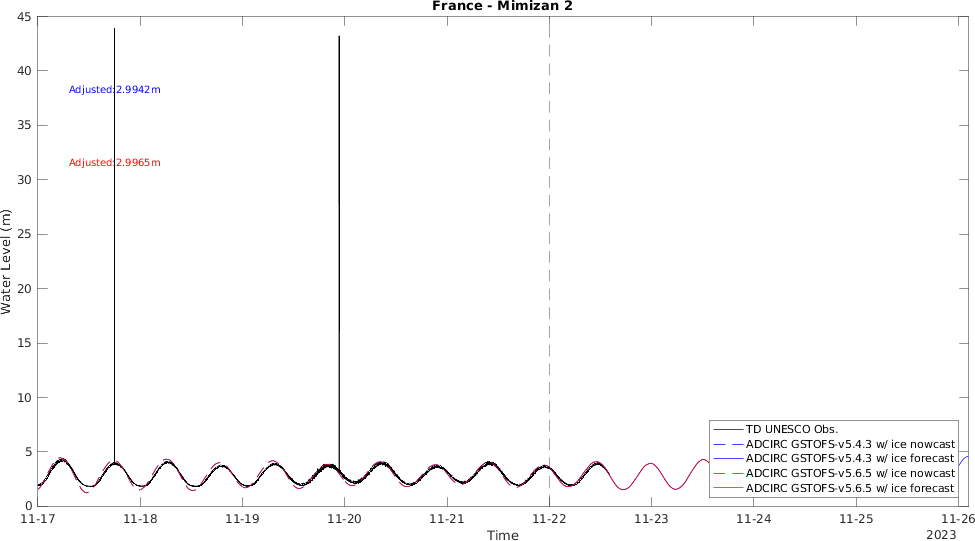 France - Mimizan 2
45
40
35
30
25
20
15
10
5
0
Water Level (m)
Adjusted:2.9942m
Adjusted:2.9965m
TD UNESCO Obs.
ADCIRC GSTOFS-v5.4.3 w/ ice nowcast
ADCIRC GSTOFS-v5.4.3 w/ ice forecast
ADCIRC GSTOFS-v5.6.5 w/ ice nowcast
ADCIRC GSTOFS-v5.6.5 w/ ice forecast
11-17 11-18 11-19 11-20 11-21 11-22 11-23 11-24 11-25 11-26
Time
2023